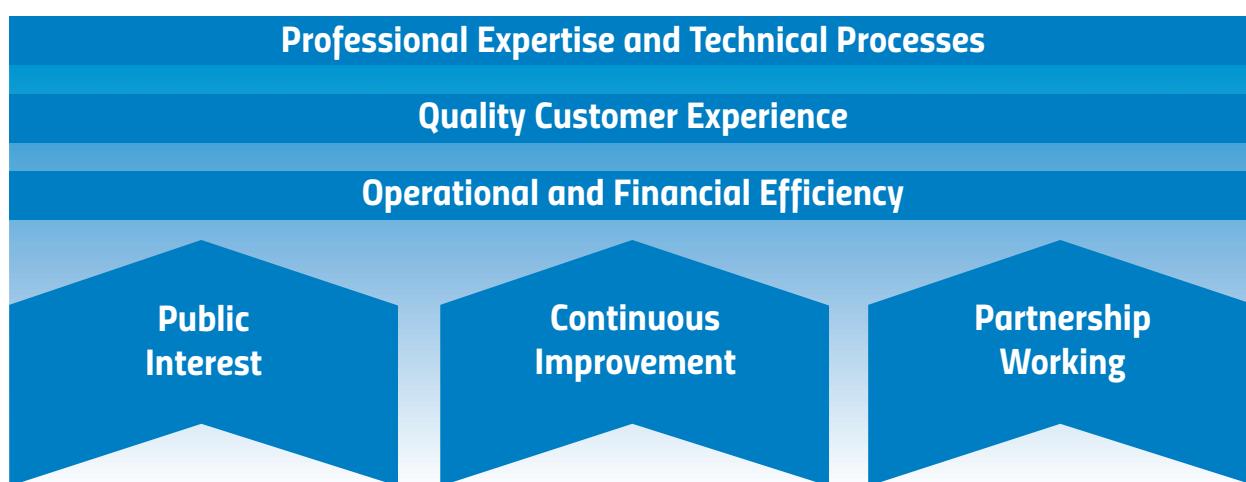 Professional Expertise and Technical Processes
Quality Customer Experience
Operational and Financial Efficiency
Public
Interest
Continuous
Improvement
Partnership
Working